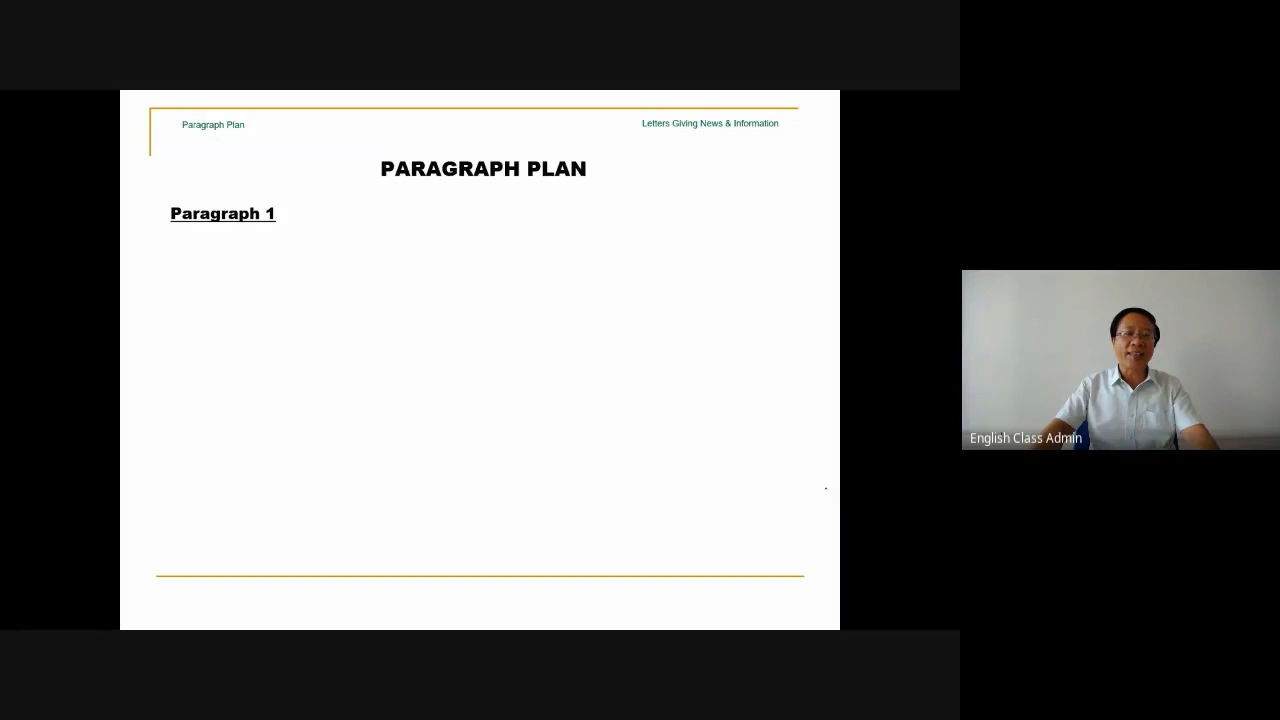 Paragraph Plan
Letters Giving News & Information
PARAGRAPH PLAN
Paragraph 1
English Class Admin